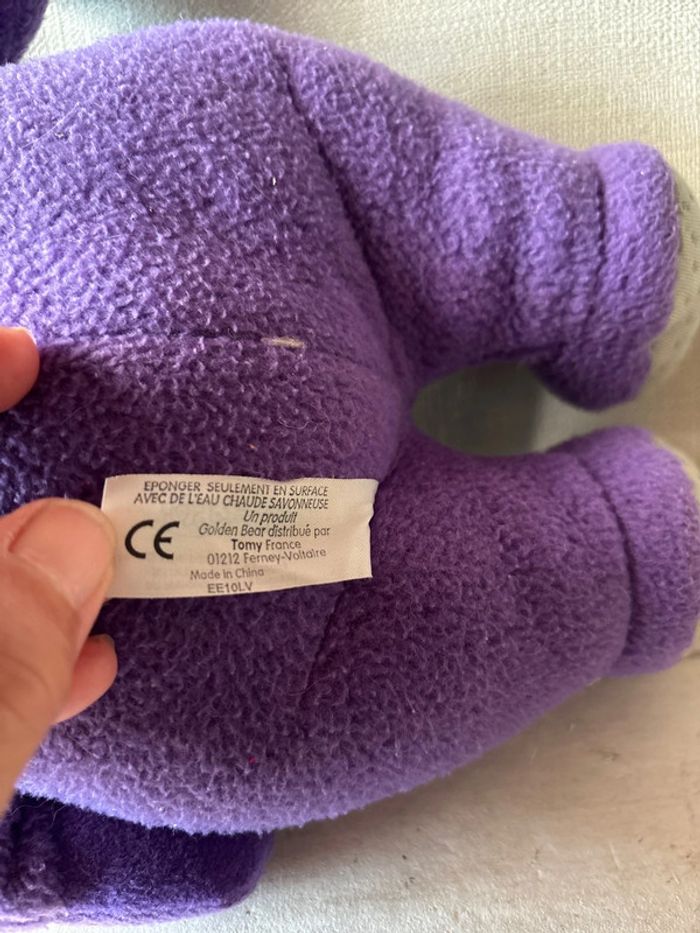 EPONGER SEULEMENT EN SURFACE
AVEC DE L'EAU CHAUDE SAVONNEUSE
Un produit
Golden Bear distribué par
Tomy France
01212 Ferney-Voltaire
Made in China
EE10LV
CE